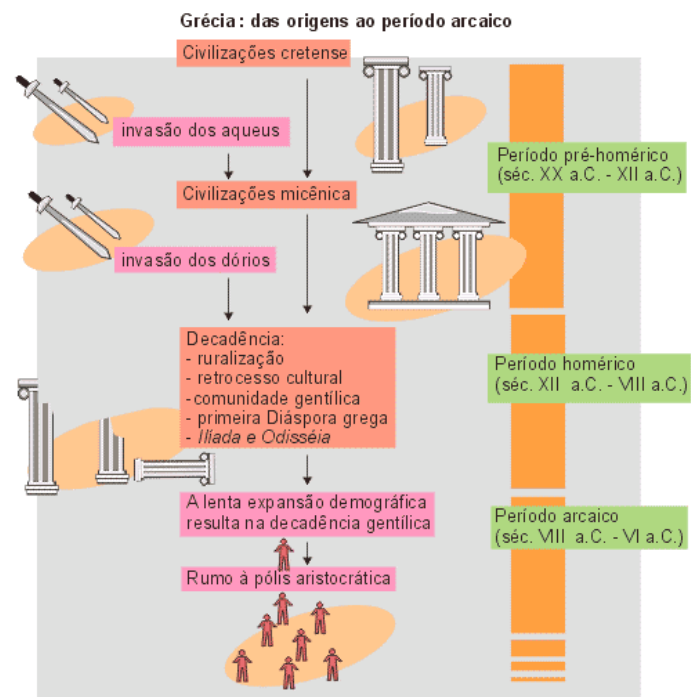 Grécia : das origens ao período arcaico
Civilizações cretense
invasão dos aqueus
Civilizações micênica
invasão dos dórios
Decadência:
- ruralização
- retrocesso cultural
-comunidade gentílica
- primeira Diáspora grega
- Ilíada e Odisséia
A lenta expansão demográfica
resulta na decadência gentílica
Rumo à pólis aristocrática
Período pré-homérico
(séc. XX a.C. - XII a.C.)
Período homérico
(séc. XII a.C. - VIII a.C.)
Período arcaico
(séc. VIII a.C. - VI a.C.)